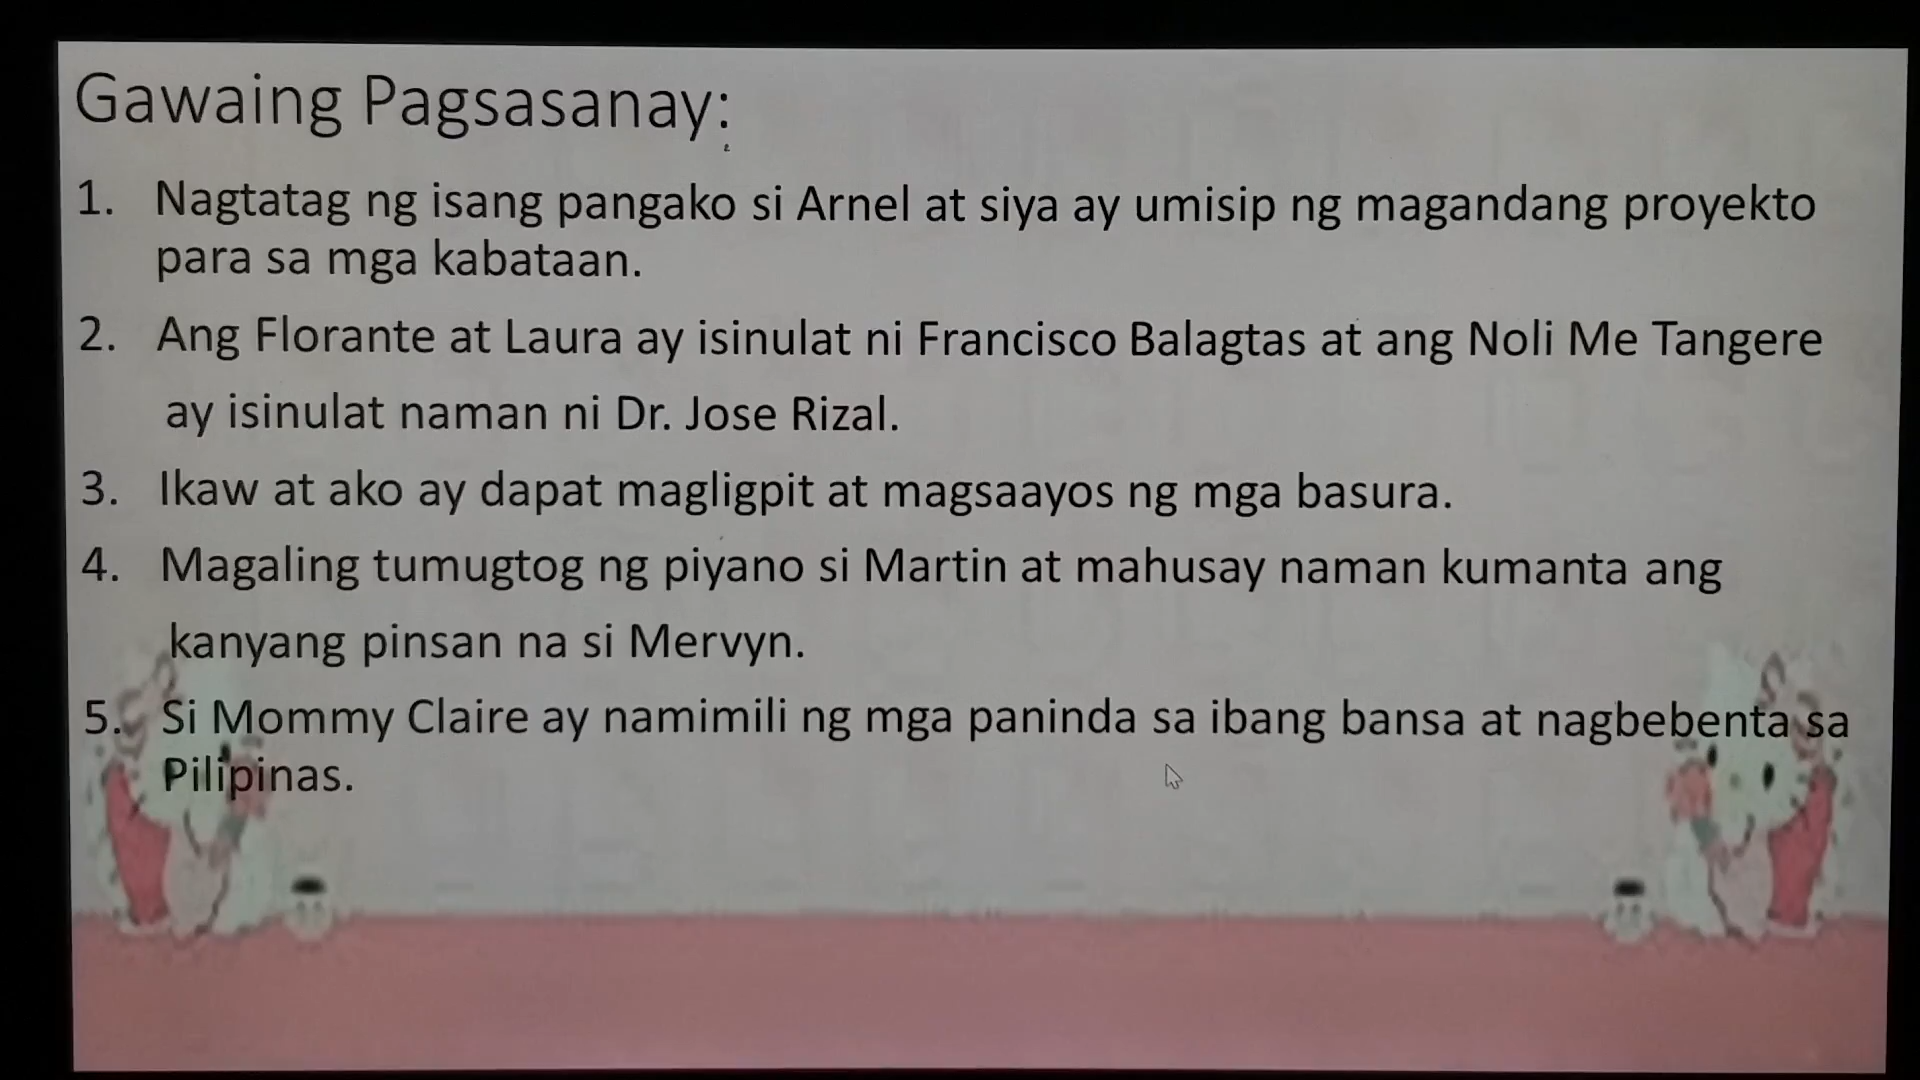 Gawaing Pagsasanay:
1. Nagtatag ng isang pangako si Arnel at siya ay umisip ng magandang proyekto
para sa mga kabataan.
2. Ang Florante at Laura ay isinulat ni Francisco Balagtas at ang Noli Me Tangere
ay isinulat naman ni Dr. Jose Rizal.
3. Ikaw at ako ay dapat magligpit at magsaayos ng mga basura.
4. Magaling tumugtog ng piyano si Martin at mahusay naman kumanta ang
kanyang pinsan na si Mervyn.
5. Si Mommy Claire ay namimili ng mga paninda sa ibang bansa at nagbebenta sa
Pilipinas.